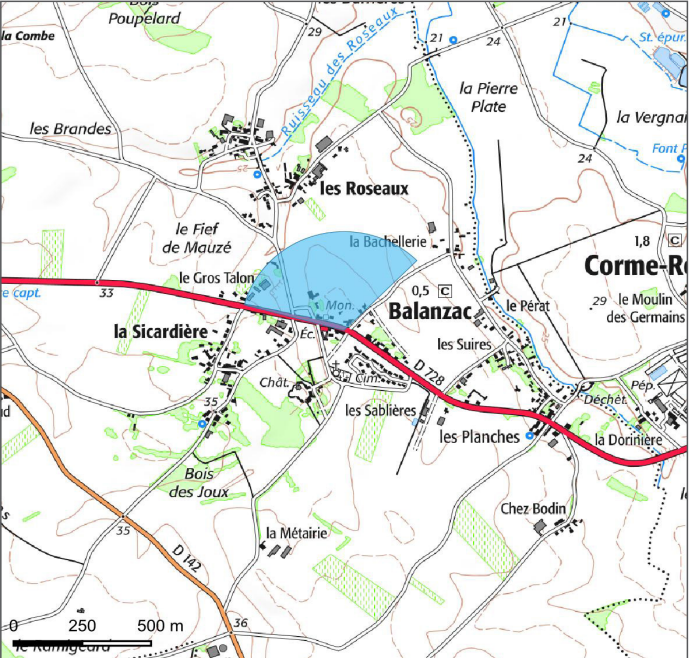 Bois
Poupelard
la Combe
29
21
24
21
St. épur.
Ruisseau des Roseaux
la Pierre
Plate
les Brandes
la Vergna
24
Font F
les Roseaux
le Fief
de Mauzé
la Bachellerie
1,8 C
Corme-Ro
le Gros Talon
e capt.
33
Mon.
0,5 C
Balanzac
le Pérat
29
le Moulin
des Germains
la Sicardière
Éc.
les Suires
D 728
Chât.
Cim.
Pép.
Déchèt.
35
les Sablières
les Planches
la Dorinière
Bois
des Joux
35
Chez Bodin
la Métairie
D 142
36
0 250 500 m
le Ramigeard